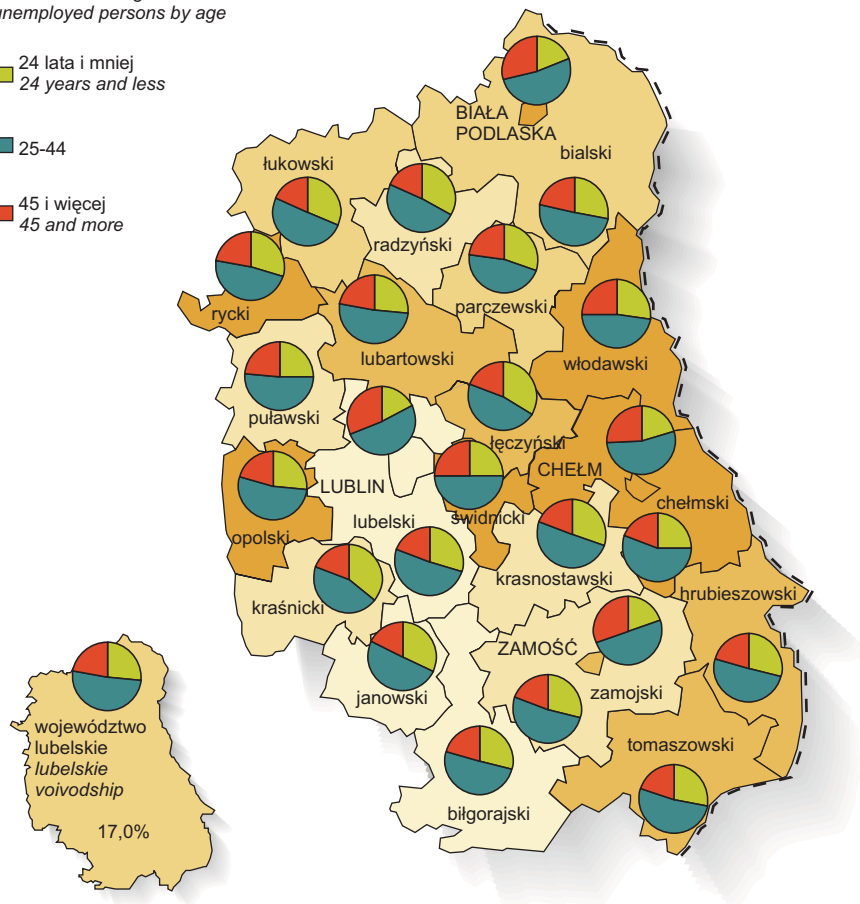 unemployed persons by age
24 lata i mniej
24 years and less
25-44
45 i więcej
45 and more
BIAŁA
PODLASKA
bialski
łukowski
radzyński
parczewski
rycki
lubartowski
włodawski
puławski
łęczyński
CHEŁM
chełmski
LUBLIN
lubelski
świdnicki
opolski
krasnostawski
hrubieszowski
kraśnicki
ZAMOŚĆ
zamojski
janowski
tomaszowski
biłgorajski
województwo
lubelskie
lubelskie
voivodship
17,0%